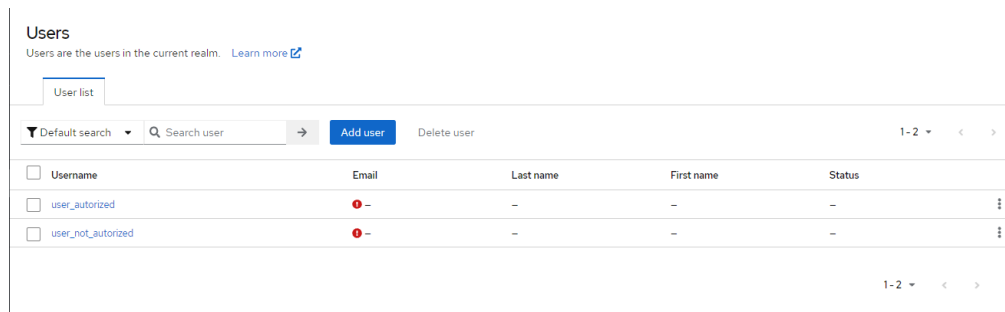 Users
Users are the users in the current realm. Learn more
User list
Default search Search user Add user Delete user 1 - 2
Username Email Last name First name Status
user_autorized – – – –
user_not_autorized – – – –
1 - 2